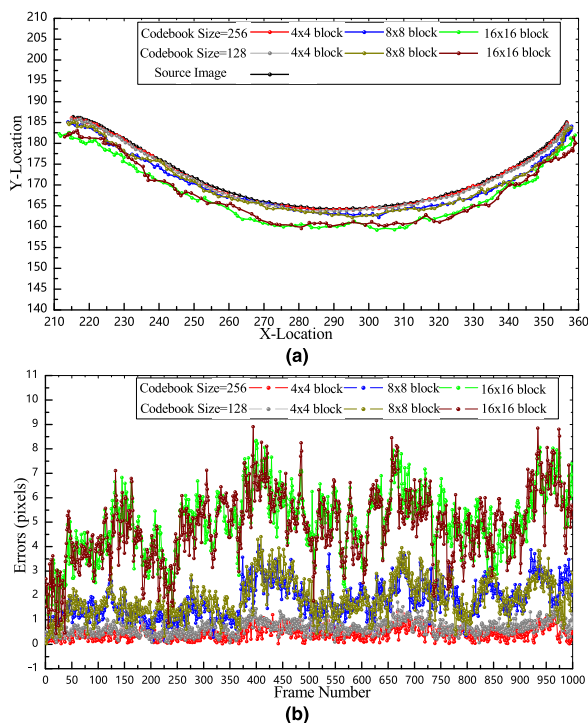 Codebook Size=256 4x4 block 8x8 block 16x16 block
Codebook Size=128 4x4 block 8x8 block 16x16 block
Source Image
205
200
195
190
185
180
175
170
165
160
155
150
145
140
Y-Location
210 220 230 240 250 260 270 280 290 300 310 320 330 340 350 360
X-Location
(a)
Codebook Size=256 4x4 block 8x8 block 16x16 block
Codebook Size=128 4x4 block 8x8 block 16x16 block
11
10
9
8
7
6
5
4
3
2
1
0
-1
Errors (pixels)
0 50 100 150 200 250 300 350 400 450 500 550 600 650 700 750 800 850 900 950 1000
Frame Number
(b)